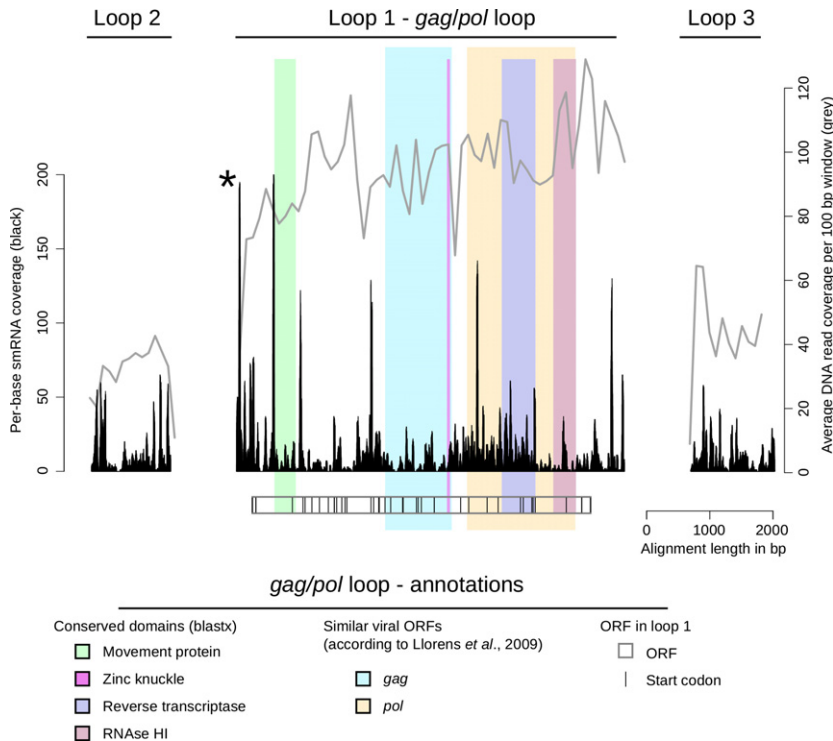 Loop 2
Loop 1 - gag/pol loop
Loop 3
*
Per-base smRNA coverage (black)
200
150
100
50
0
120
100
80
60
40
20
0
Average DNA read coverage per 100 bp window (grey)
0 1000 2000
Alignment length in bp
gag/pol loop - annotations
Conserved domains (blastx)
Movement protein
Zinc knuckle
Reverse transcriptase
RNAse HI
Similar viral ORFs
(according to Llorens et al., 2009)
gag
pol
ORF in loop 1
ORF
Start codon